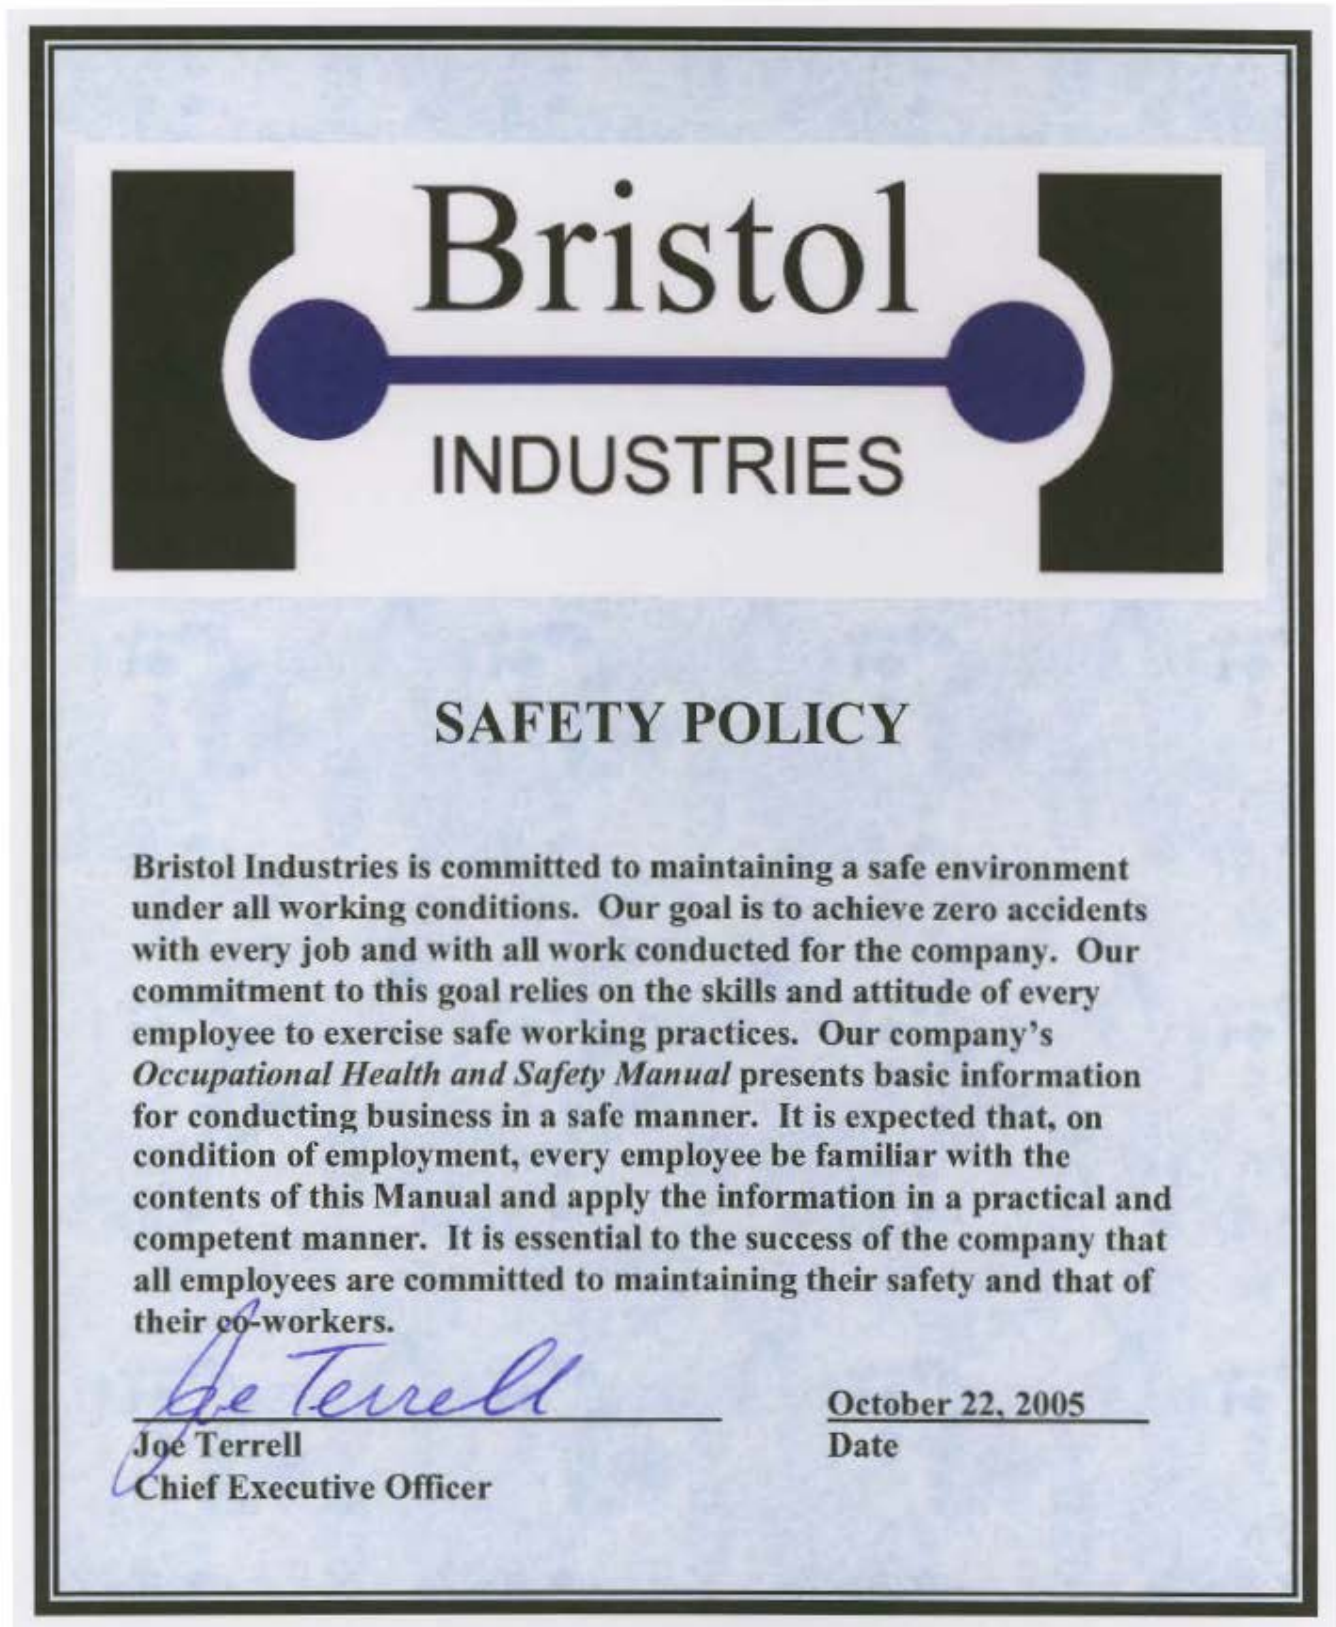 Bristol
INDUSTRIES
SAFETY POLICY
Bristol Industries is committed to maintaining a safe environment
under all working conditions.  Our goal is to achieve zero accidents
with every job and with all work conducted for the company.  Our
commitment to this goal relies on the skills and attitude of every
employee to exercise safe working practices.  Our company’s
Occupational Health and Safety Manual presents basic information
for conducting business in a safe manner.  It is expected that, on
condition of employment, every employee be familiar with the
contents of this Manual and apply the information in a practical and
competent manner.  It is essential to the success of the company that
all employees are committed to maintaining their safety and that of
their co-workers.
Joe Terrell
October 22, 2005
Joe Terrell
Date
Chief Executive Officer